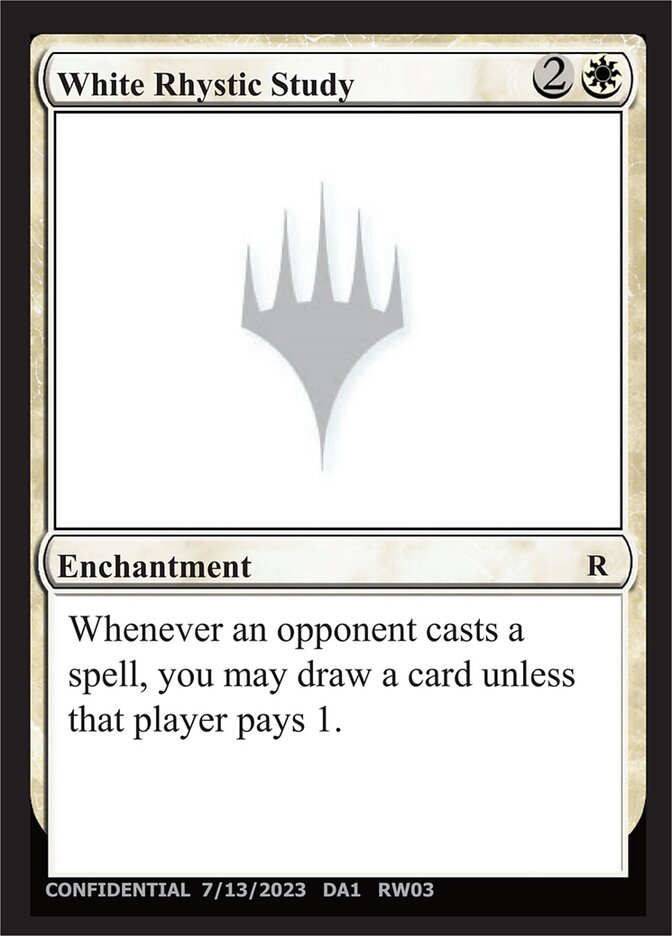 White Rhystic Study 2
Enchantment R
Whenever an opponent casts a
spell, you may draw a card unless
that player pays 1.
CONFIDENTIAL 7/13/2023 DA1 RW03